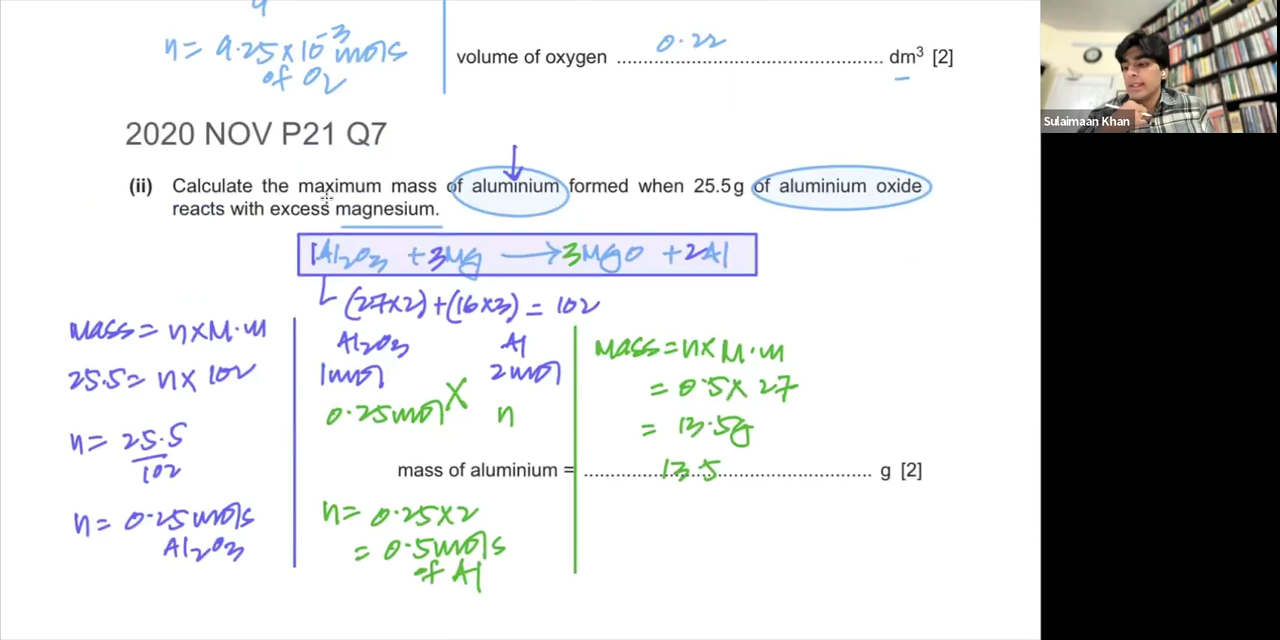 n = 9.25 × 10⁻³ mols
of O₂
volume of oxygen ................ 0.22 ................ dm³ [2]
Sulaimaan Khan
2020 NOV P21 Q7
(ii) Calculate the maximum mass of aluminium formed when 25.5 g of aluminium oxide
reacts with excess magnesium.
1Al₂O₃ + 3Mg → 3MgO + 2Al
(27×2) + (16×3) = 102
mass = n × M.m
25.5 = n × 102
n = 25.5
102
n = 0.25 mols
Al₂O₃
Al₂O₃ Al
1 mol 2 mol
0.25 mol × n
mass of aluminium = ................ 13.5 ................ g [2]
n = 0.25 × 2
= 0.5 mols
of Al
mass = n × M.m
= 0.5 × 27
= 13.5g